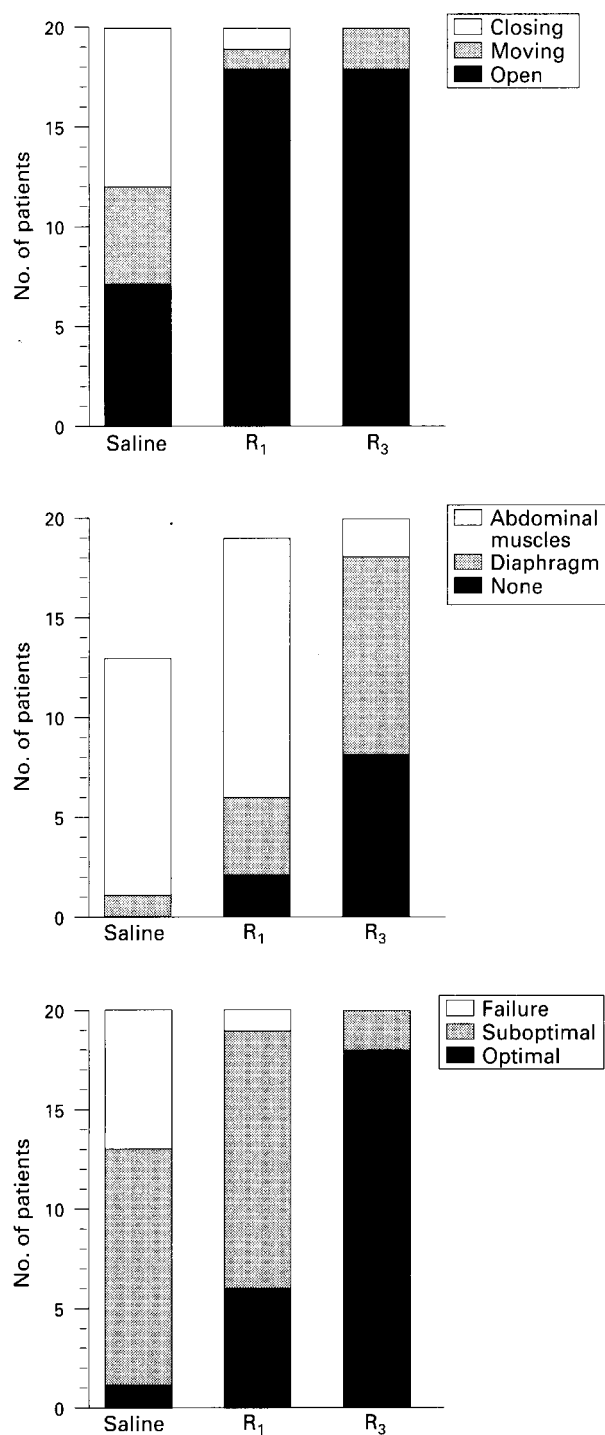 No. of patients
20
15
10
5
0
Saline
R₁
R₃
Closing
Moving
Open
No. of patients
20
15
10
5
0
Saline
R₁
R₃
Abdominal
muscles
Diaphragm
None
No. of patients
20
15
10
5
0
Saline
R₁
R₃
Failure
Suboptimal
Optimal